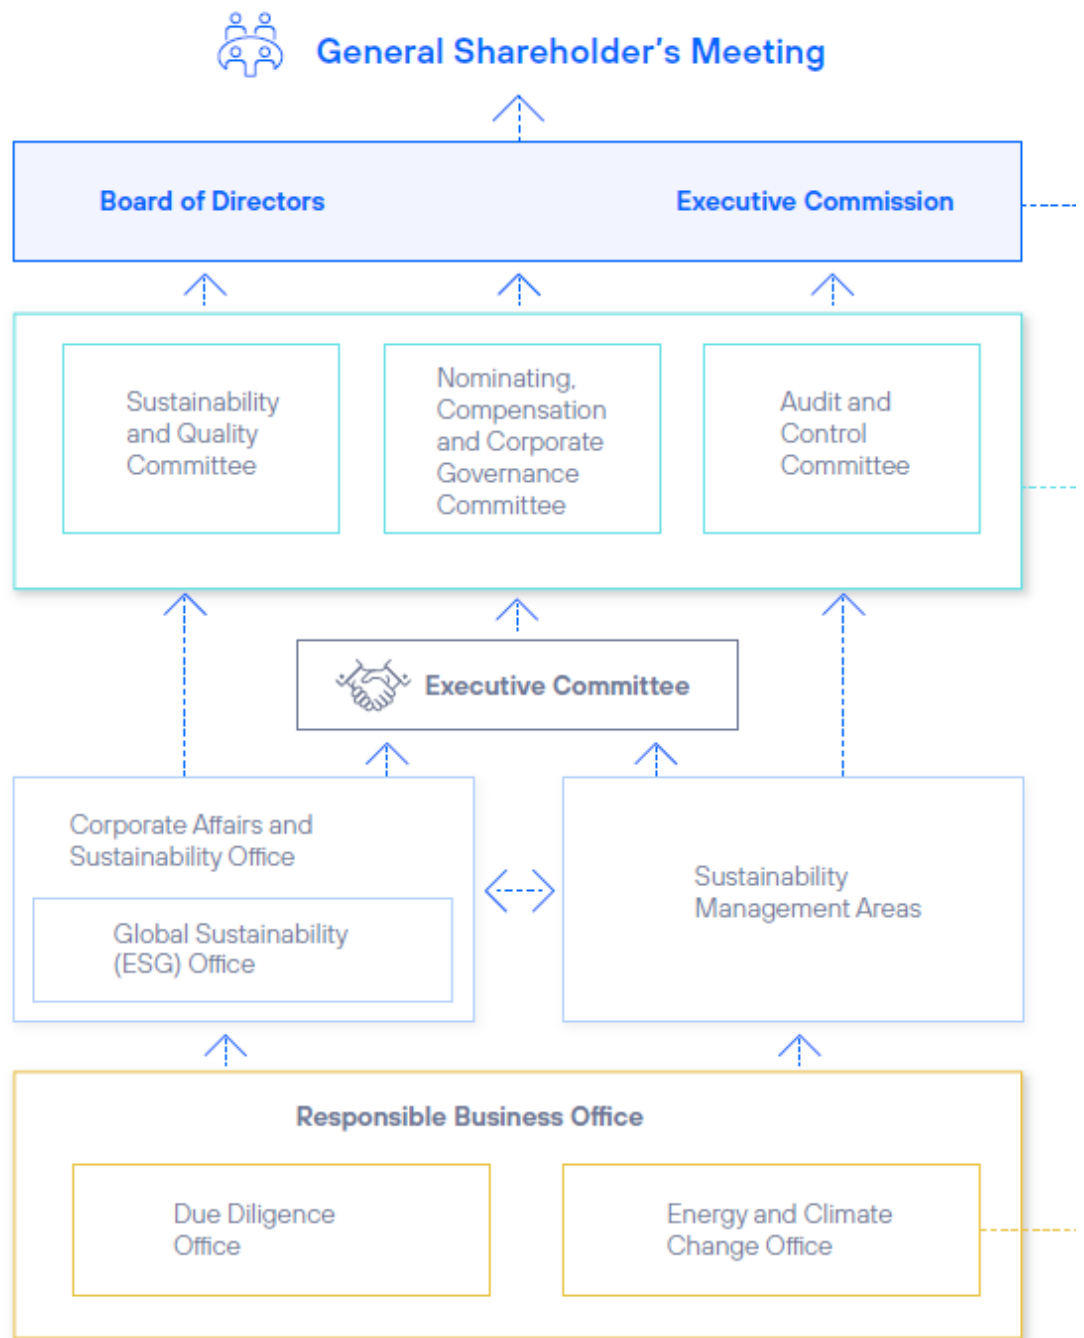 General Shareholder's Meeting
Board of Directors
Executive Commission
Sustainability
and Quality
Committee
Nominating,
Compensation
and Corporate
Governance
Committee
Audit and
Control
Committee
Executive Committee
Corporate Affairs and
Sustainability Office
Global Sustainability
(ESG) Office
Sustainability
Management Areas
Responsible Business Office
Due Diligence
Office
Energy and Climate
Change Office